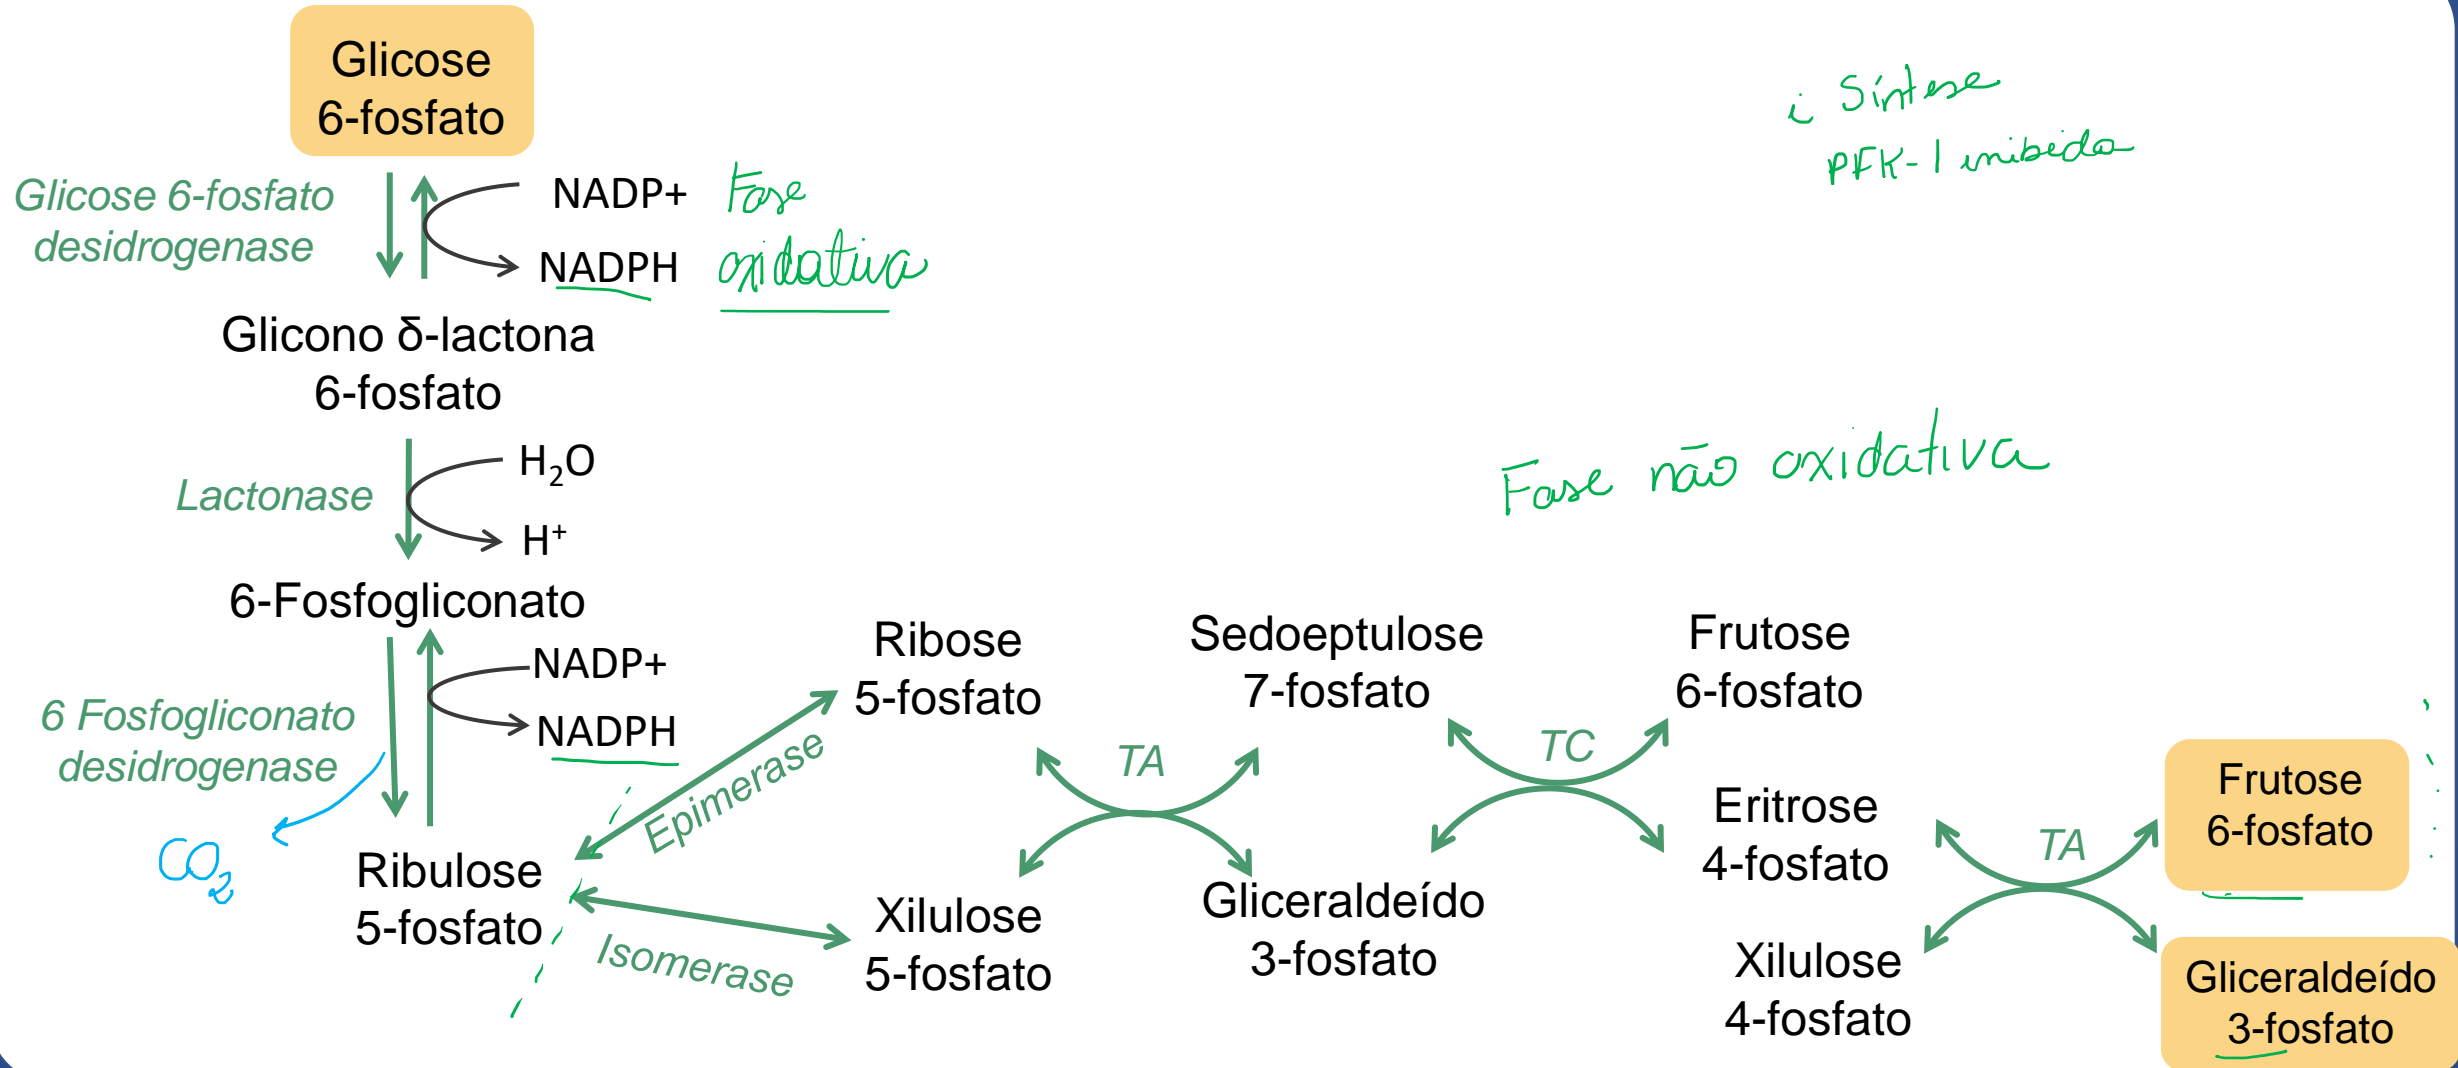 Glicose
6-fosfato
i Síntese
PFK-1 inibida
Glicose 6-fosfato
desidrogenase
NADP+
NADPH
Fase
oxidativa
Glicono δ-lactona
6-fosfato
Lactonase
H₂O
H⁺
Fase não oxidativa
6-Fosfogliconato
6 Fosfogliconato
desidrogenase
NADP+
NADPH
CO₂
Ribulose
5-fosfato
Epimerase
Isomerase
Ribose
5-fosfato
Xilulose
5-fosfato
TA
Sedoeptulose
7-fosfato
Gliceraldeído
3-fosfato
TC
Frutose
6-fosfato
Eritrose
4-fosfato
Xilulose
4-fosfato
TA
Frutose
6-fosfato
Gliceraldeído
3-fosfato